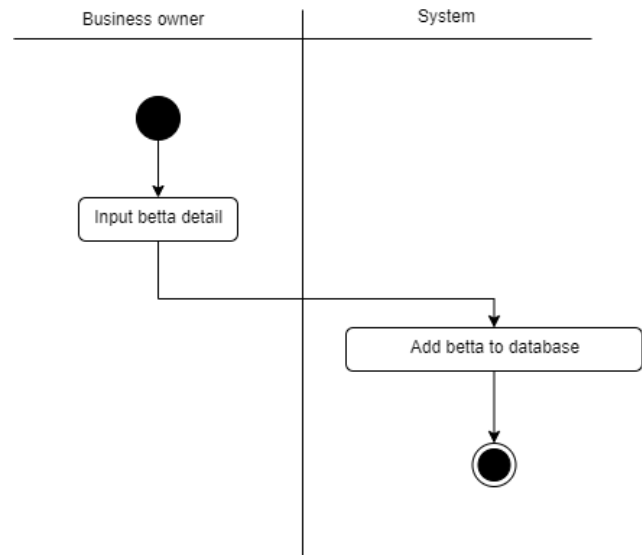 Business owner
System
Input betta detail
Add betta to database